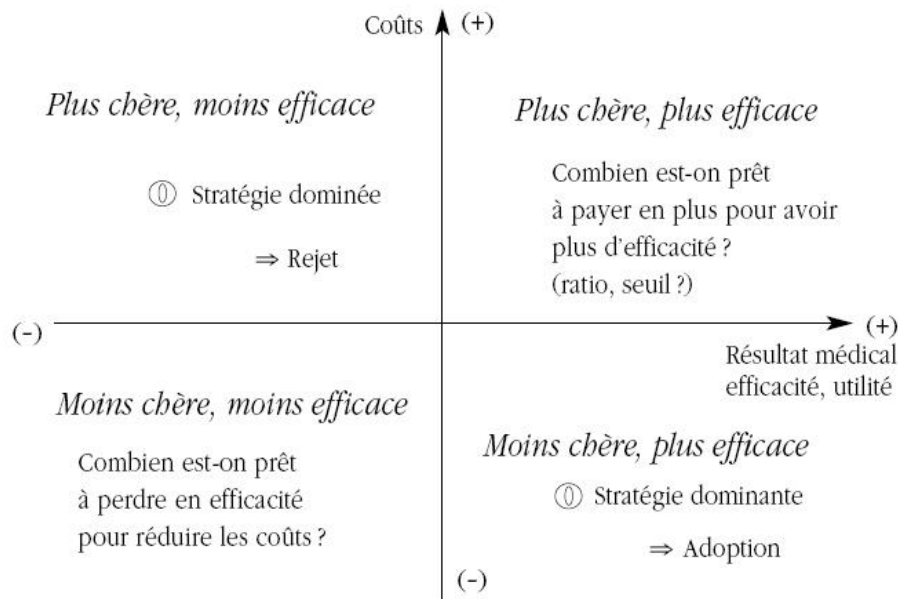 Coûts (+)
Plus chère, moins efficace
Stratégie dominée
⇒ Rejet
Plus chère, plus efficace
Combien est-on prêt
à payer en plus pour avoir
plus d'efficacité ?
(ratio, seuil ?)
(-)
(+)
Résultat médical
efficacité, utilité
Moins chère, moins efficace
Combien est-on prêt
à perdre en efficacité
pour réduire les coûts ?
Moins chère, plus efficace
Stratégie dominante
⇒ Adoption
(-)